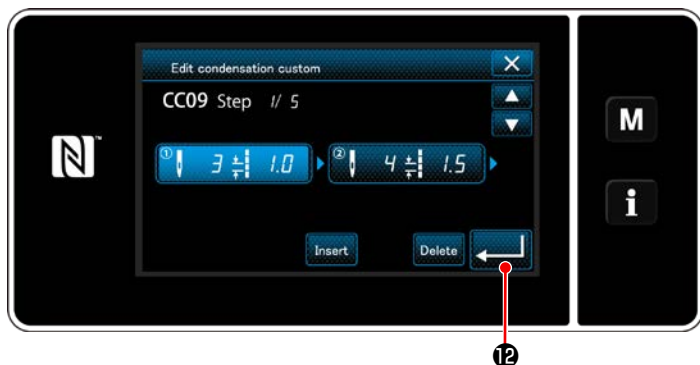 Edit condensation custom
CC09 Step 1/ 5
① 3 1.0 ② 4 1.5
Insert Delete
M
i
N
⓬